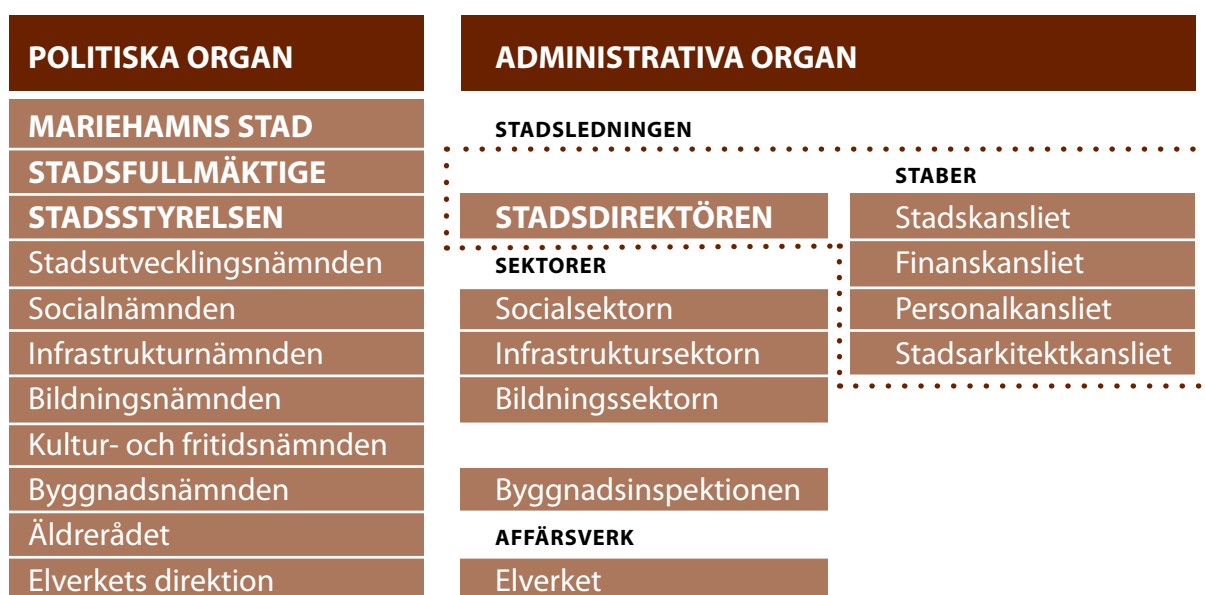 POLITISKA ORGAN
MARIEHAMNS STAD
STADSFULLMÄKTIGE
STADSSTYRELSEN
Stadsutvecklingsnämnden
Socialnämnden
Infrastrukturnämnden
Bildningsnämnden
Kultur- och fritidsnämnden
Byggnadsnämnden
Äldrerådet
Elverkets direktion
ADMINISTRATIVA ORGAN
STADSLEDNINGEN
STADSDIREKTÖREN
SEKTORER
Socialsektorn
Infrastruktursektorn
Bildningssektorn
Byggnadsinspektionen
AFFÄRSVERK
Elverket
STABER
Stadskansliet
Finanskansliet
Personalkansliet
Stadsarkitektkansliet